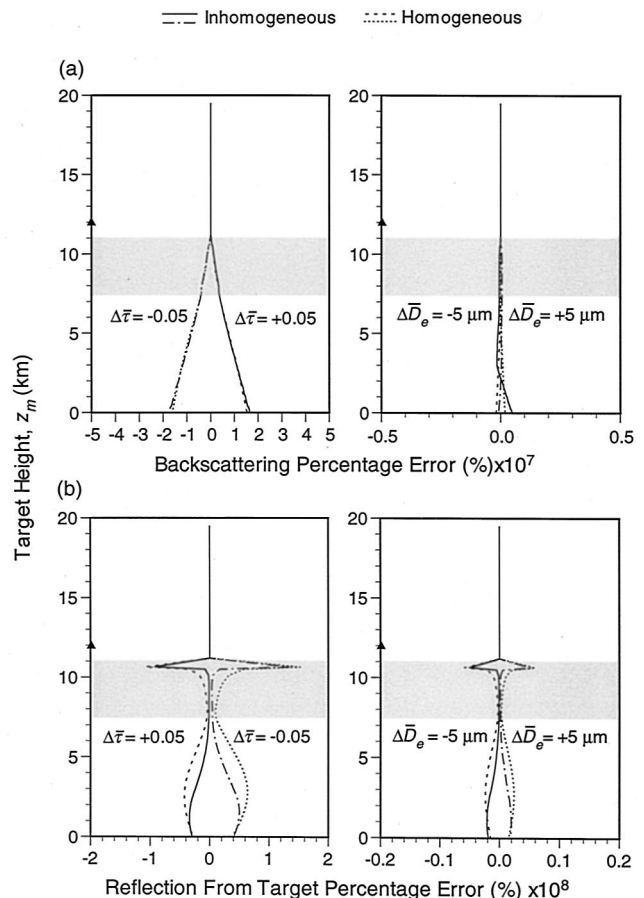 Inhomogeneous Homogeneous
(a)
20 20
15 15
10 10
5 5
0 0
Δτ̄ = -0.05 Δτ̄ = +0.05
ΔD̄e = -5 μm ΔD̄e = +5 μm
-5 -4 -3 -2 -1 0 1 2 3 4 5
-0.5 0.0 0.5
Backscattering Percentage Error (%)x10⁷
Target Height, zm (km)
(b)
20 20
15 15
10 10
5 5
0 0
Δτ̄ = +0.05 Δτ̄ = -0.05
ΔD̄e = -5 μm ΔD̄e = +5 μm
-2 -1 0 1 2
-0.2 -0.1 0.0 0.1 0.2
Reflection From Target Percentage Error (%) x10⁸